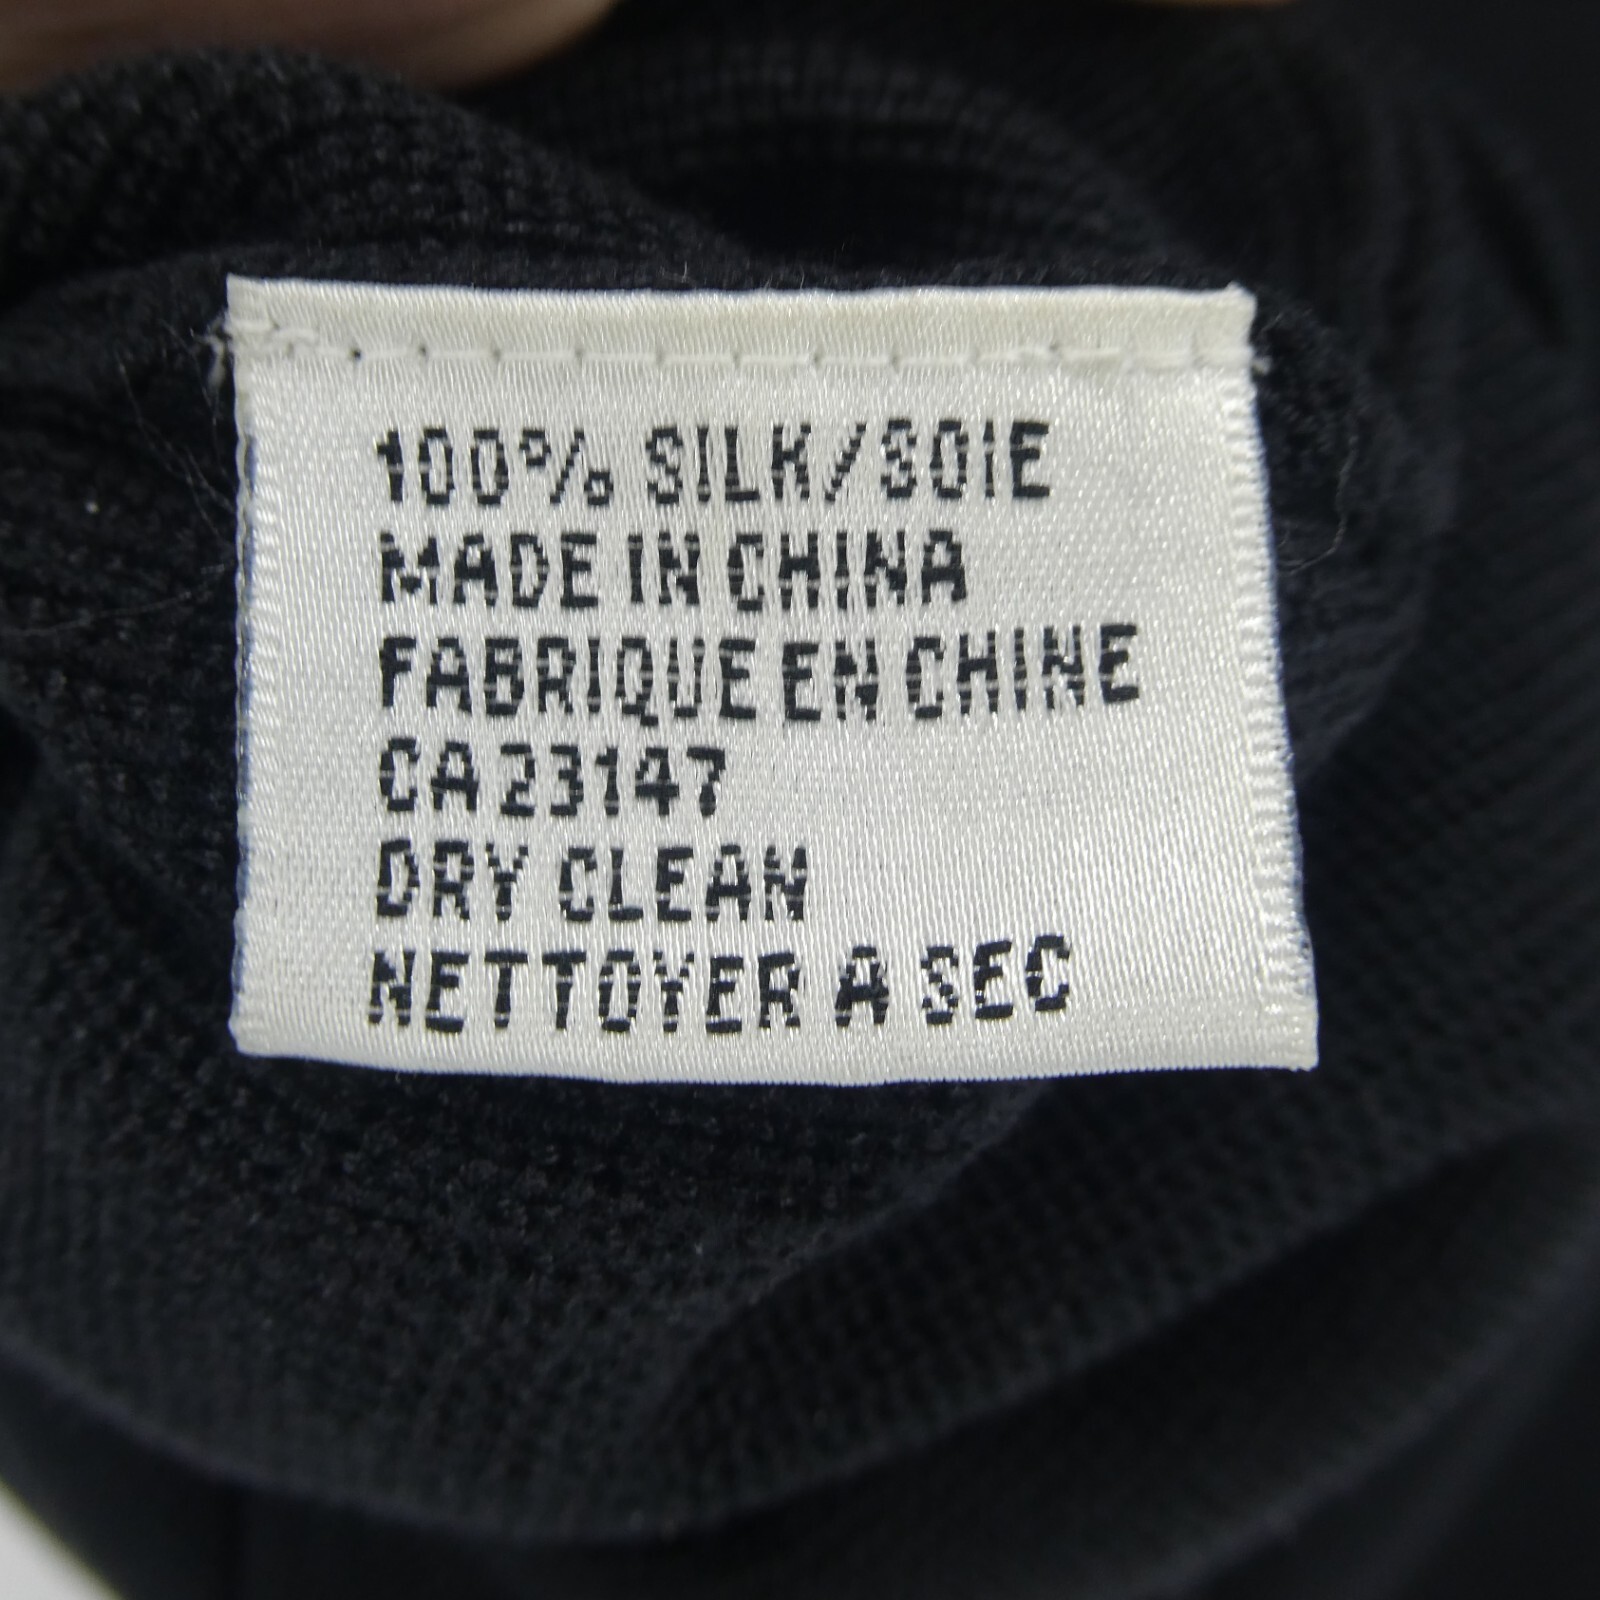 100% SILK/SOIE
MADE IN CHINA
FABRIQUE EN CHINE
CA 23147
DRY CLEAN
NETTOYER A SEC